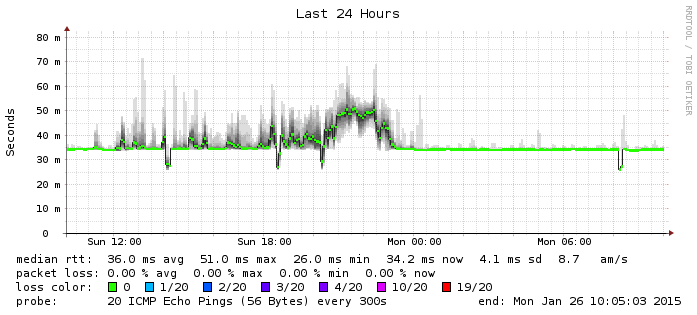 Last 24 Hours
RRDTOOL / TOBI OETIKER
Seconds
80 m
70 m
60 m
50 m
40 m
30 m
20 m
10 m
0
Sun 12:00 Sun 18:00 Mon 00:00 Mon 06:00
median rtt: 36.0 ms avg 51.0 ms max 26.0 ms min 34.2 ms now 4.1 ms sd 8.7 am/s
packet loss: 0.00 % avg 0.00 % max 0.00 % min 0.00 % now
loss color: 0 1/20 2/20 3/20 4/20 10/20 19/20
probe: 20 ICMP Echo Pings (56 Bytes) every 300s end: Mon Jan 26 10:05:03 2015